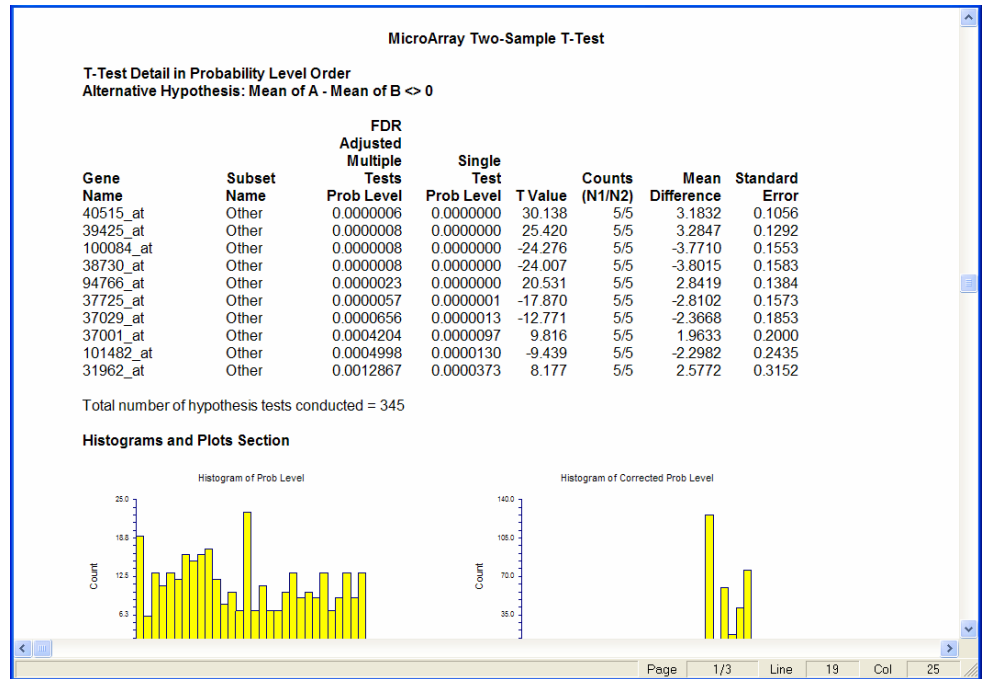 MicroArray Two-Sample T-Test
T-Test Detail in Probability Level Order
Alternative Hypothesis: Mean of A - Mean of B <> 0
FDR
Adjusted
Multiple Single
Gene Subset Tests Test Counts Mean Standard
Name Name Prob Level Prob Level T Value (N1/N2) Difference Error
40515_at Other 0.0000006 0.0000000 30.138 5/5 3.1832 0.1056
39425_at Other 0.0000008 0.0000000 25.420 5/5 3.2847 0.1292
100084_at Other 0.0000008 0.0000000 -24.276 5/5 -3.7710 0.1553
38730_at Other 0.0000008 0.0000000 -24.007 5/5 -3.8015 0.1583
94766_at Other 0.0000023 0.0000000 20.531 5/5 2.8419 0.1384
37725_at Other 0.0000057 0.0000001 -17.870 5/5 -2.8102 0.1573
37029_at Other 0.0000656 0.0000013 -12.771 5/5 -2.3668 0.1853
37001_at Other 0.0004204 0.0000097 9.816 5/5 1.9633 0.2000
101482_at Other 0.0004998 0.0000130 -9.439 5/5 -2.2982 0.2435
31962_at Other 0.0012867 0.0000373 8.177 5/5 2.5772 0.3152
Total number of hypothesis tests conducted = 345
Histograms and Plots Section
Histogram of Prob Level
25.0
18.8
12.5
6.3
Count
Histogram of Corrected Prob Level
140.0
105.0
70.0
35.0
Count
Page 1/3 Line 19 Col 25